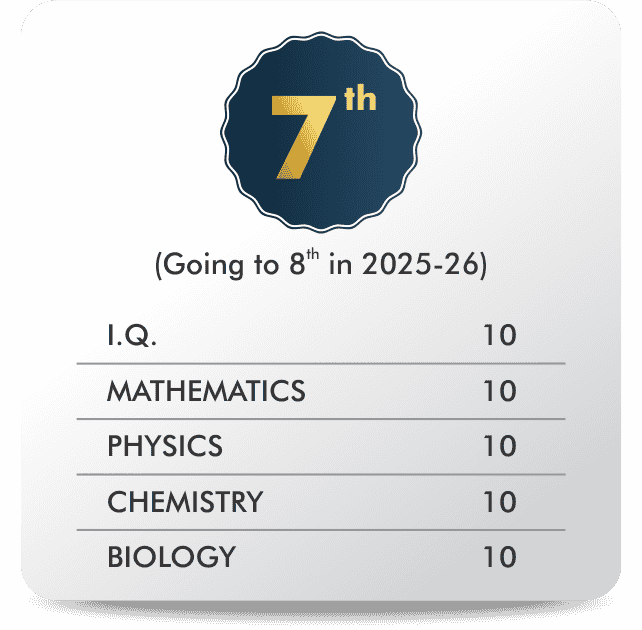 7th
(Going to 8th in 2025-26)
I.Q. 10
MATHEMATICS 10
PHYSICS 10
CHEMISTRY 10
BIOLOGY 10